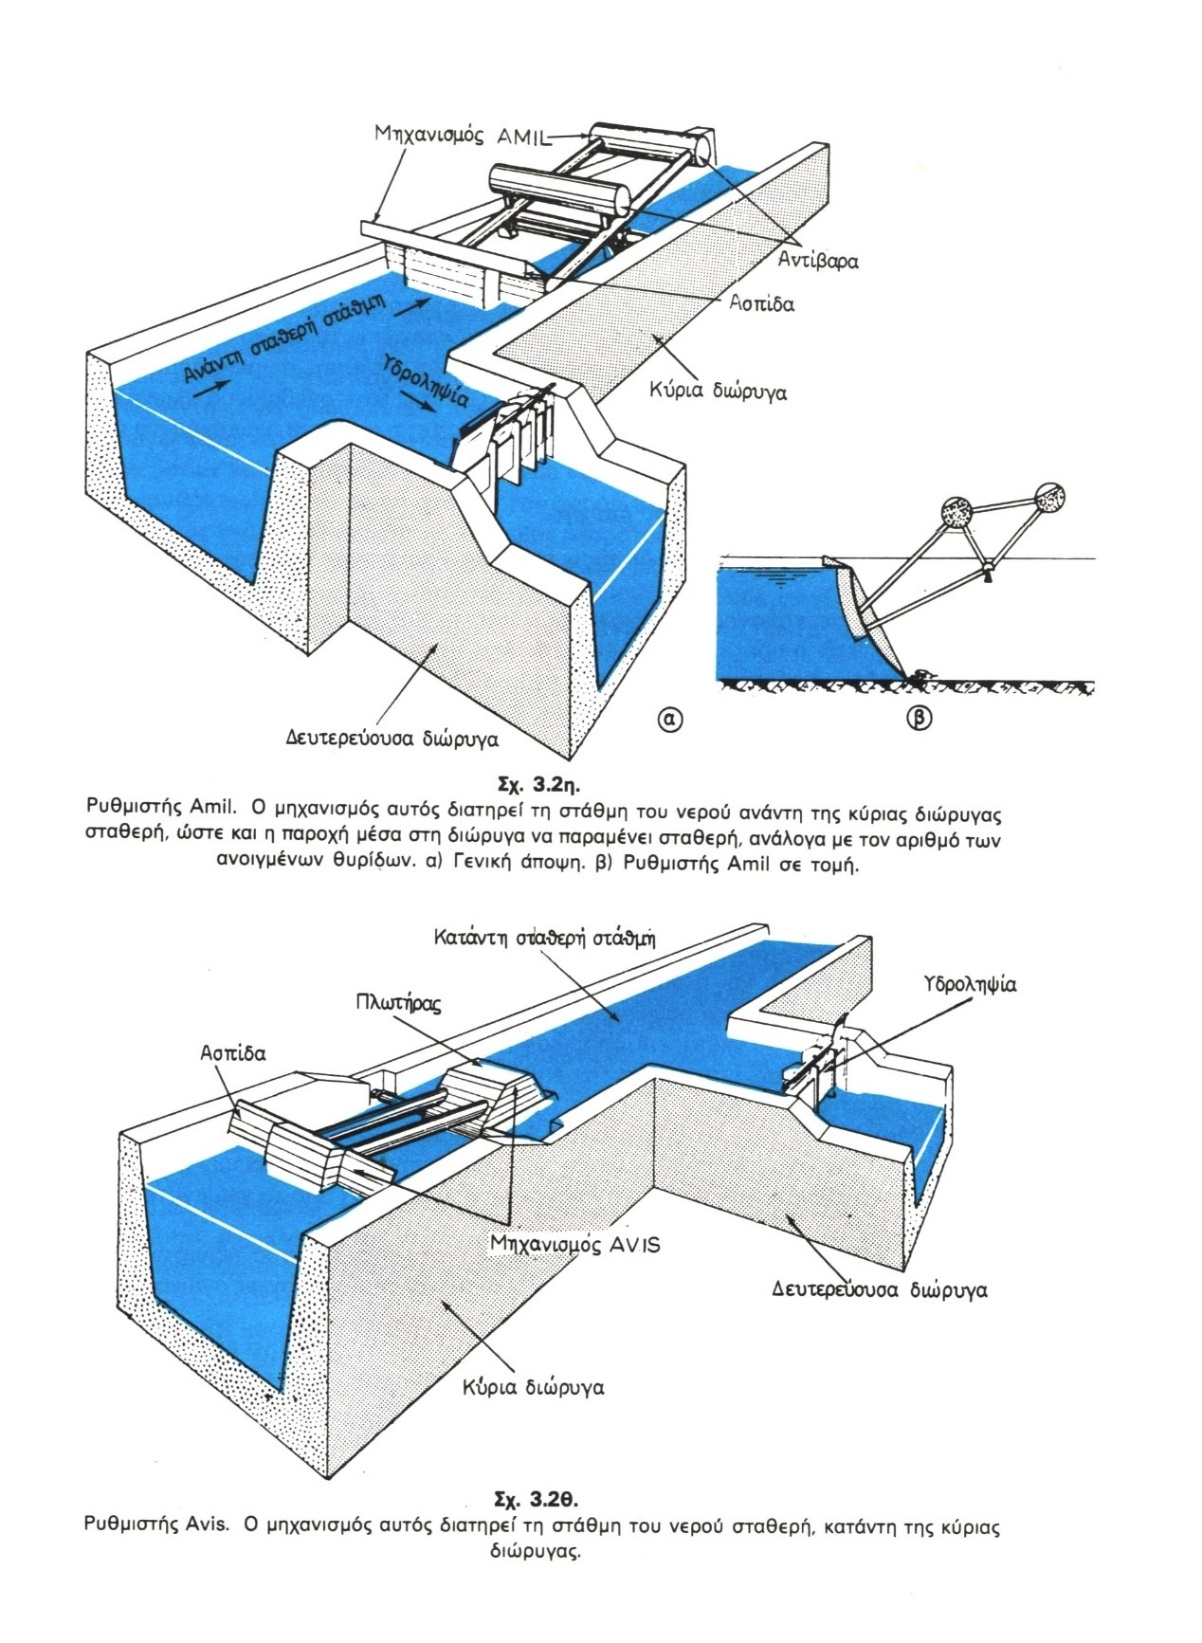 Μηχανισμός AMIL
Αντίβαρα
Ασπίδα
Ανάντη σταθερή στάθμη
Υδροληψία
Κύρια διώρυγα
Δευτερεύουσα διώρυγα
α
β
Σχ. 3.2η.
Ρυθμιστής Amil. Ο μηχανισμός αυτός διατηρεί τη στάθμη του νερού ανάντη της κύριας διώρυγας
σταθερή, ώστε και η παροχή μέσα στη διώρυγα να παραμένει σταθερή, ανάλογα με τον αριθμό των
ανοιγμένων θυρίδων. α) Γενική άποψη. β) Ρυθμιστής Amil σε τομή.
Κατάντη σταθερή στάθμη
Υδροληψία
Πλωτήρας
Ασπίδα
Μηχανισμός AVIS
Δευτερεύουσα διώρυγα
Κύρια διώρυγα
Σχ. 3.2θ.
Ρυθμιστής Avis. Ο μηχανισμός αυτός διατηρεί τη στάθμη του νερού σταθερή, κατάντη της κύριας
διώρυγας.